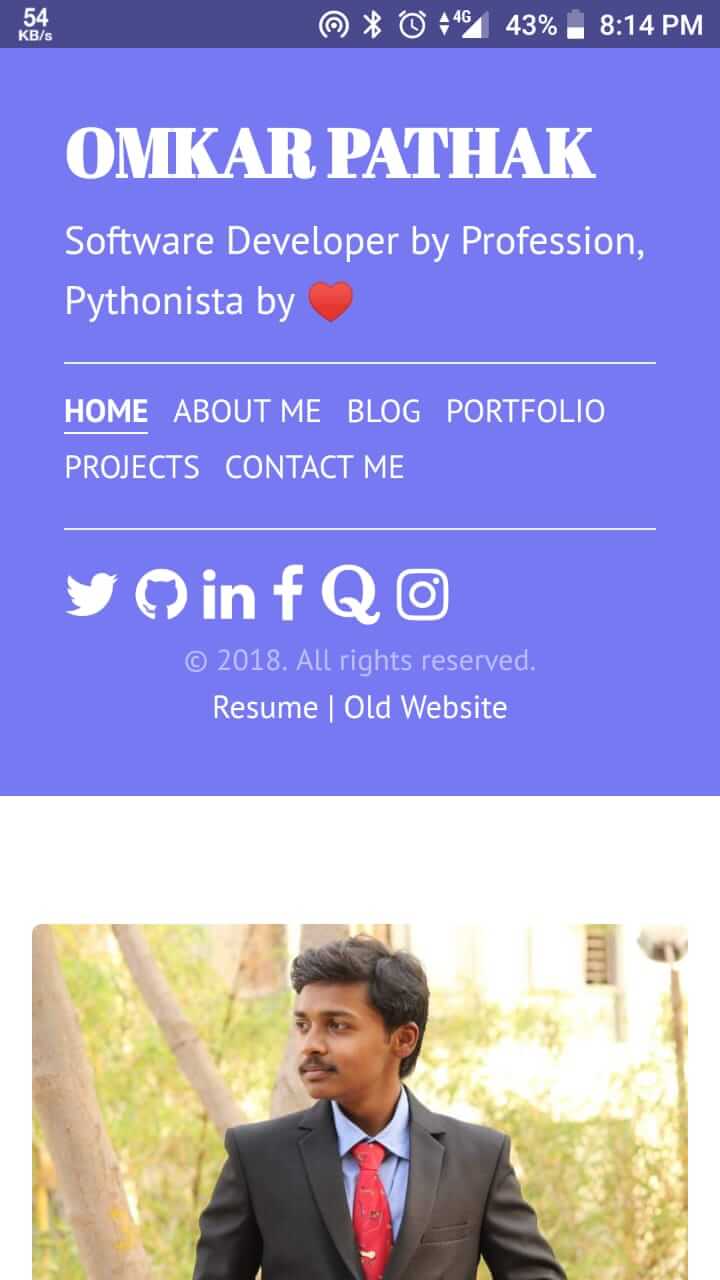 54
KB/s
4G 43% 8:14 PM
OMKAR PATHAK
Software Developer by Profession,
Pythonista by ❤️
HOME ABOUT ME BLOG PORTFOLIO
PROJECTS CONTACT ME
© 2018. All rights reserved.
Resume | Old Website